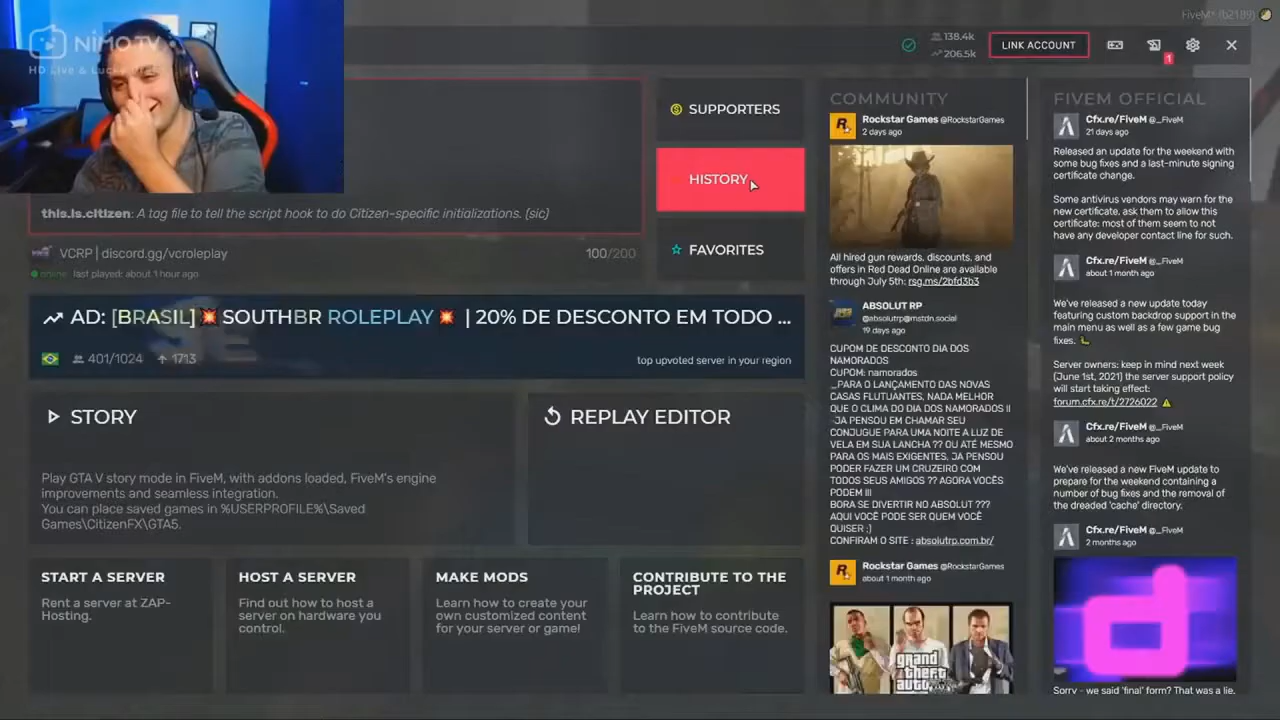 FiveM* (b2189)
NIMO TV
138.4k
206.5k
LINK ACCOUNT
1
this.is.citizen: A tag file to tell the script hook to do Citizen-specific initializations. (sic)
VCRP | discord.gg/vcroleplay
100/200
online last played: about 1 hour ago
SUPPORTERS
HISTORY
FAVORITES
AD: [BRASIL]💥SOUTHBR ROLEPLAY💥 | 20% DE DESCONTO EM TODO ...
401/1024 1713
top upvoted server in your region
STORY
Play GTA V story mode in FiveM, with addons loaded, FiveM's engine
improvements and seamless integration.
You can place saved games in %USERPROFILE%\Saved
Games\CitizenFX\GTA5.
REPLAY EDITOR
START A SERVER
Rent a server at ZAP-
Hosting.
HOST A SERVER
Find out how to host a
server on hardware you
control.
MAKE MODS
Learn how to create your
own customized content
for your server or game!
CONTRIBUTE TO THE
PROJECT
Learn how to contribute
to the FiveM source code.
COMMUNITY
Rockstar Games @RockstarGames
2 days ago
All hired gun rewards, discounts, and
offers in Red Dead Online are available
through July 5th: rsg.ms/2bfd3b3
ABSOLUT RP
@absolutrp@mstdn.social
19 days ago
CUPOM DE DESCONTO DIA DOS
NAMORADOS
CUPOM: namorados
_PARA O LANÇAMENTO DAS NOVAS
CASAS FLUTUANTES, NADA MELHOR
QUE O CLIMA DO DIA DOS NAMORADOS !!
-JA PENSOU EM CHAMAR SEU
CONJUGUE PARA UMA NOITE A LUZ DE
VELA EM SUA LANCHA ?? OU ATÉ MESMO
PARA OS MAIS EXIGENTES, JA PENSOU
PODER FAZER UM CRUZEIRO COM
TODOS SEUS AMIGOS ?? AGORA VOCÊS
PODEM !!!
BORA SE DIVERTIR NO ABSOLUT ???
AQUI VOCÊ PODE SER QUEM VOCÊ
QUISER ;)
CONFIRAM O SITE : absolutrp.com.br/
Rockstar Games @RockstarGames
about 1 month ago
grand
theft
auto
FIVEM OFFICIAL
Cfx.re/FiveM @_FiveM
21 days ago
Released an update for the weekend with
some bug fixes and a last-minute signing
certificate change.
Some antivirus vendors may warn for the
new certificate, ask them to allow this
certificate: most of them seem to not
have any developer contact line for such.
Cfx.re/FiveM @_FiveM
about 1 month ago
We've released a new update today
featuring custom backdrop support in the
main menu as well as a few game bug
fixes. 🐛
Server owners: keep in mind next week
(June 1st, 2021) the server support policy
will start taking effect:
forum.cfx.re/t/2726022 ⚠
Cfx.re/FiveM @_FiveM
about 2 months ago
We've released a new FiveM update to
prepare for the weekend containing a
number of bug fixes and the removal of
the dreaded 'cache' directory.
Cfx.re/FiveM @_FiveM
2 months ago
d
Sorry - we said 'final' form? That was a lie.